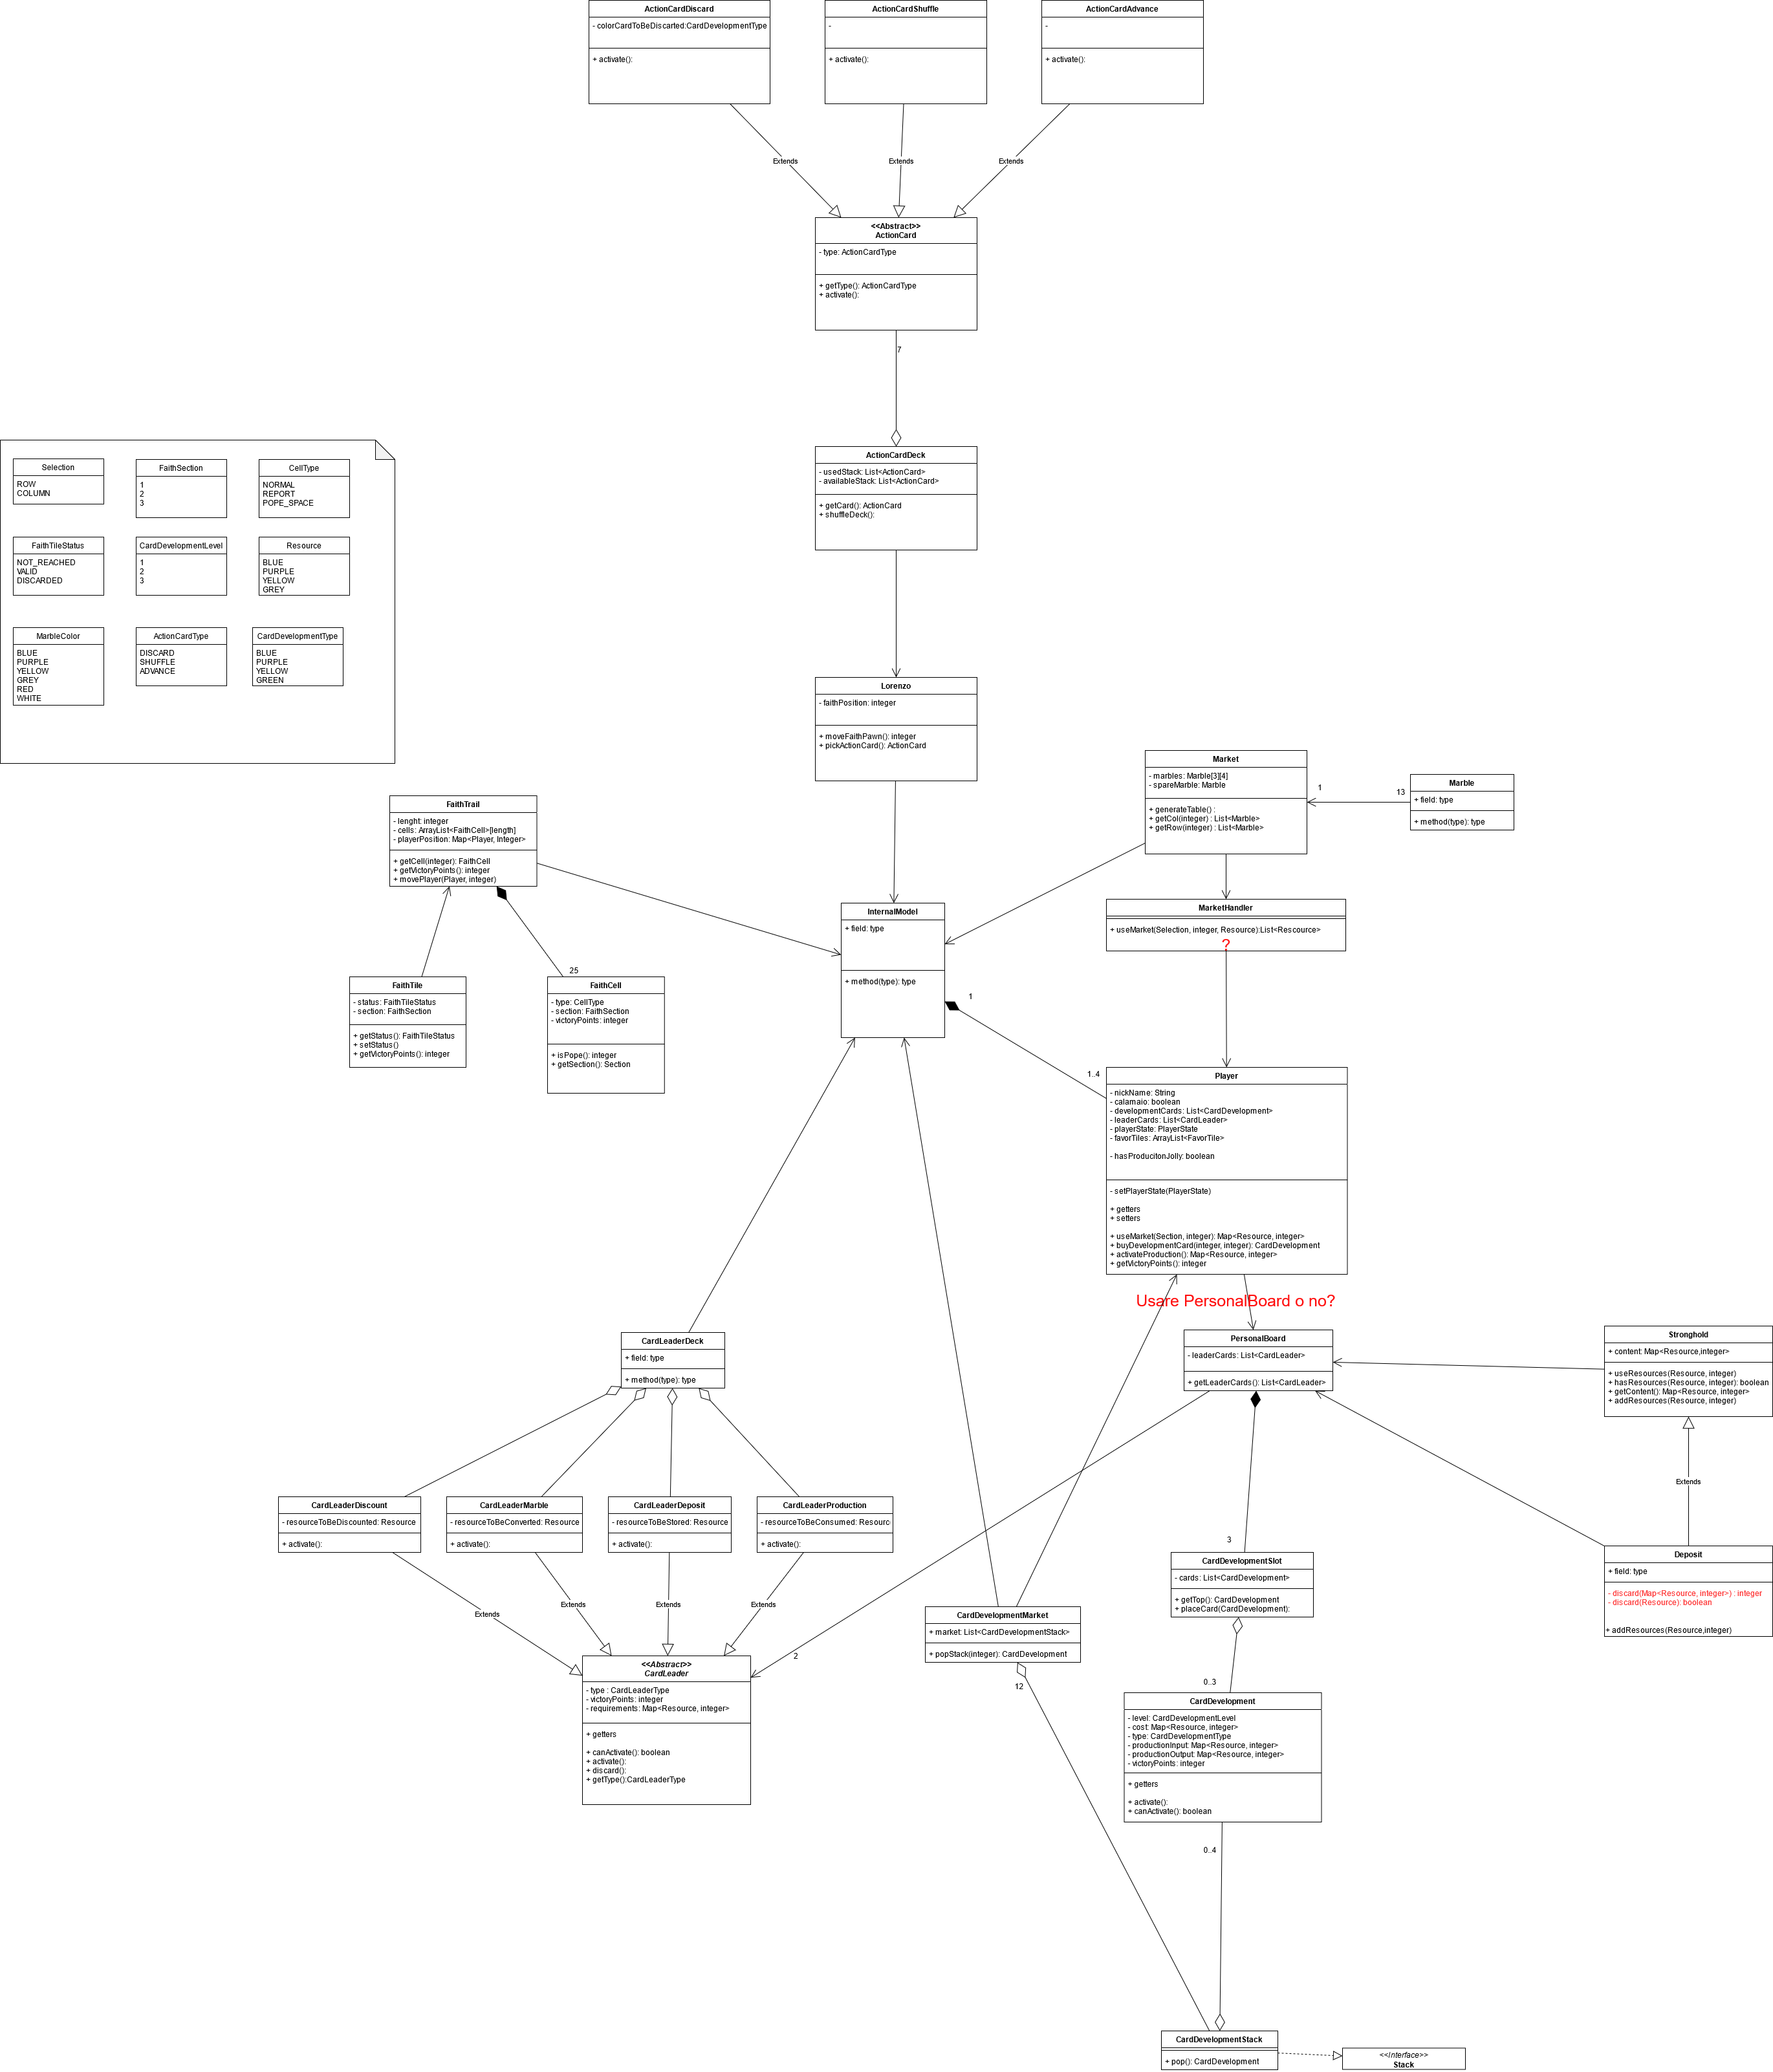 ActionCardDiscard
- colorCardToBeDiscarted:CardDevelopmentType
+ activate():
ActionCardShuffle
-
+ activate():
ActionCardAdvance
-
+ activate():
Extends
Extends
Extends
<<Abstract>>
ActionCard
- type: ActionCardType
+ getType(): ActionCardType
+ activate():
7
ActionCardDeck
- usedStack: List<ActionCard>
- availableStack: List<ActionCard>
+ getCard(): ActionCard
+ shuffleDeck():
Selection
ROW
COLUMN
FaithSection
1
2
3
CellType
NORMAL
REPORT
POPE_SPACE
FaithTileStatus
NOT_REACHED
VALID
DISCARDED
CardDevelopmentLevel
1
2
3
Resource
BLUE
PURPLE
YELLOW
GREY
MarbleColor
BLUE
PURPLE
YELLOW
GREY
RED
WHITE
ActionCardType
DISCARD
SHUFFLE
ADVANCE
CardDevelopmentType
BLUE
PURPLE
YELLOW
GREEN
Lorenzo
- faithPosition: integer
+ moveFaithPawn(): integer
+ pickActionCard(): ActionCard
Market
- marbles: Marble[3][4]
- spareMarble: Marble
+ generateTable() ;
+ getCol(integer) : List<Marble>
+ getRow(integer) : List<Marble>
1
13
Marble
+ field: type
+ method(type): type
FaithTrail
- lenght: integer
- cells: ArrayList<FaithCell>[length]
- playerPosition: Map<Player, Integer>
+ getCell(integer): FaithCell
+ getVictoryPoints(): integer
+ movePlayer(Player, integer)
InternalModel
+ field: type
+ method(type): type
MarketHandler
+ useMarket(Selection, integer, Resource):List<Rescource>
?
25
1
FaithTile
- status: FaithTileStatus
- section: FaithSection
+ getStatus(): FaithTileStatus
+ setStatus()
+ getVictoryPoints(): integer
FaithCell
- type: CellType
- section: FaithSection
- victoryPoints: integer
+ isPope(): integer
+ getSection(): Section
1..4
Player
- nickName: String
- calamaio: boolean
- developmentCards: List<CardDevelopment>
- leaderCards: List<CardLeader>
- playerState: PlayerState
- favorTiles: ArrayList<FavorTile>
- hasProducitonJolly: boolean
- setPlayerState(PlayerState)
+ getters
+ setters
+ useMarket(Section, integer): Map<Resource, integer>
+ buyDevelopmentCard(integer, integer): CardDevelopment
+ activateProduction(): Map<Resource, integer>
+ getVictoryPoints(): integer
Usare PersonalBoard o no?
CardLeaderDeck
+ field: type
+ method(type): type
PersonalBoard
- leaderCards: List<CardLeader>
+ getLeaderCards(): List<CardLeader>
Stronghold
+ content: Map<Resource,integer>
+ useResources(Resource, integer)
+ hasResources(Resource, integer): boolean
+ getContent(): Map<Resource, integer>
+ addResources(Resource, integer)
Extends
CardLeaderDiscount
- resourceToBeDiscounted: Resource
+ activate():
CardLeaderMarble
- resourceToBeConverted: Resource
+ activate():
CardLeaderDeposit
- resourceToBeStored: Resource
+ activate():
CardLeaderProduction
- resourceToBeConsumed: Resourc
+ activate():
3
CardDevelopmentSlot
- cards: List<CardDevelopment>
+ getTop(): CardDevelopment
+ placeCard(CardDevelopment):
Deposit
+ field: type
- discard(Map<Resource, integer>) : integer
- discard(Resource): boolean
+ addResources(Resource,integer)
Extends
Extends
Extends
Extends
CardDevelopmentMarket
+ market: List<CardDevelopmentStack>
+ popStack(integer): CardDevelopment
2
12
<<Abstract>>
CardLeader
- type : CardLeaderType
- victoryPoints: integer
- requirements: Map<Resource, integer>
+ getters
+ canActivate(): boolean
+ activate():
+ discard():
+ getType():CardLeaderType
0..3
CardDevelopment
- level: CardDevelopmentLevel
- cost: Map<Resource, integer>
- type: CardDevelopmentType
- productionInput: Map<Resource, integer>
- productionOutput: Map<Resource, integer>
- victoryPoints: integer
+ getters
+ activate():
+ canActivate(): boolean
0..4
CardDevelopmentStack
+ pop(): CardDevelopment
<<interface>>
Stack